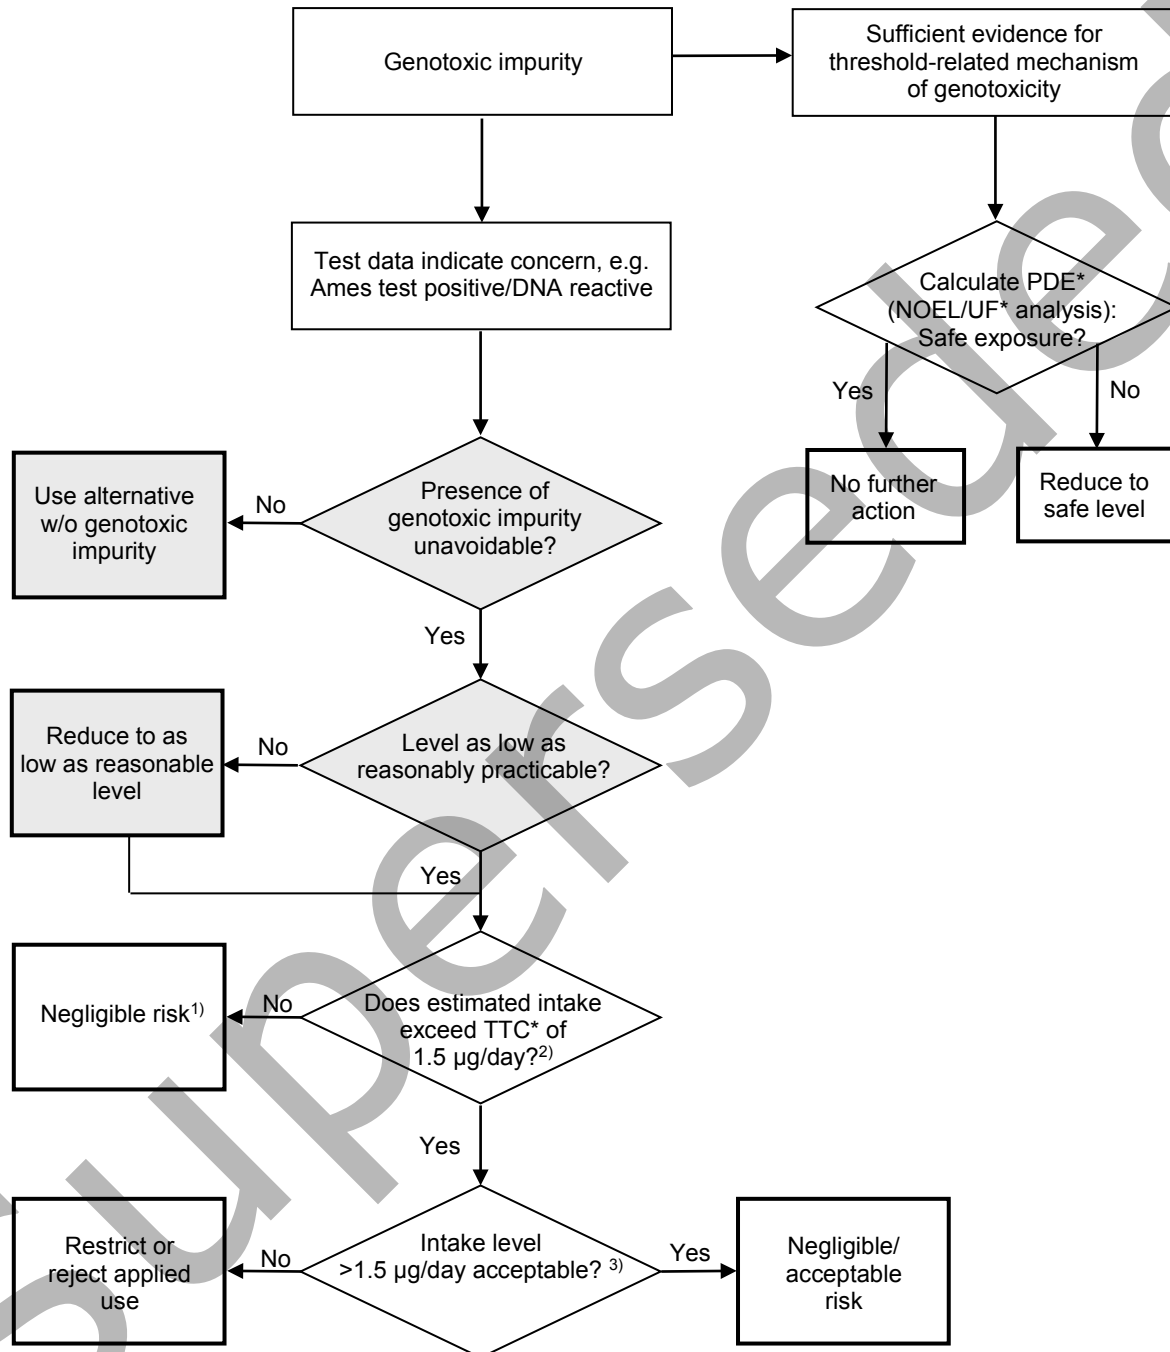 Genotoxic impurity
Sufficient evidence for
threshold-related mechanism
of genotoxicity
Test data indicate concern, e.g.
Ames test positive/DNA reactive
Calculate PDE*
(NOEL/UF* analysis):
Safe exposure?
Yes
No
No further
action
Reduce to
safe level
Use alternative
w/o genotoxic
impurity
No
Presence of
genotoxic impurity
unavoidable?
Yes
Reduce to as
low as reasonable
level
No
Level as low as
reasonably practicable?
Yes
Negligible risk1)
No
Does estimated intake
exceed TTC* of
1.5 µg/day?2)
Yes
Restrict or
reject applied
use
No
Intake level
>1.5 µg/day acceptable? 3)
Yes
Negligible/
acceptable
risk
Superseded